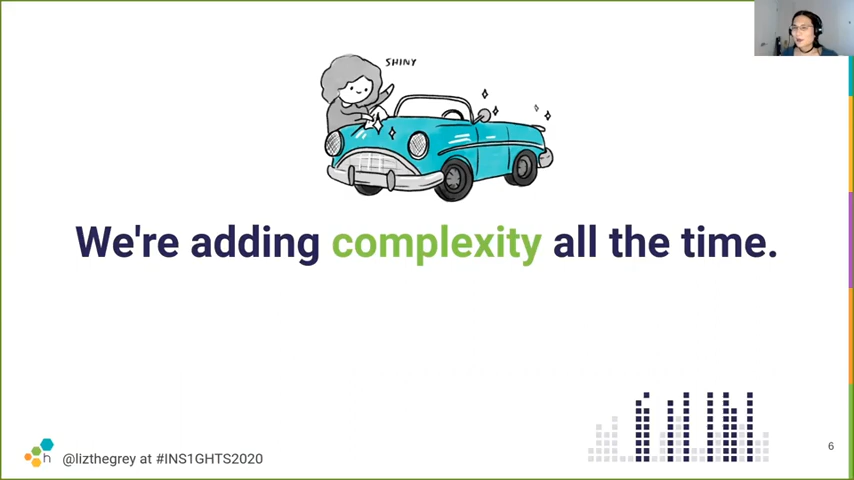 SHINY
We're adding complexity all the time.
h
@lizthegrey at #INS1GHTS2020
6